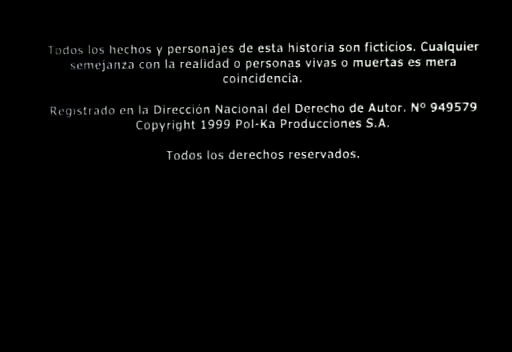 Todos los hechos y personajes de esta historia son ficticios. Cualquier
semejanza con la realidad o personas vivas o muertas es mera
coincidencia.
Registrado en la Dirección Nacional del Derecho de Autor. Nº 949579
Copyright 1999 Pol-Ka Producciones S.A.
Todos los derechos reservados.